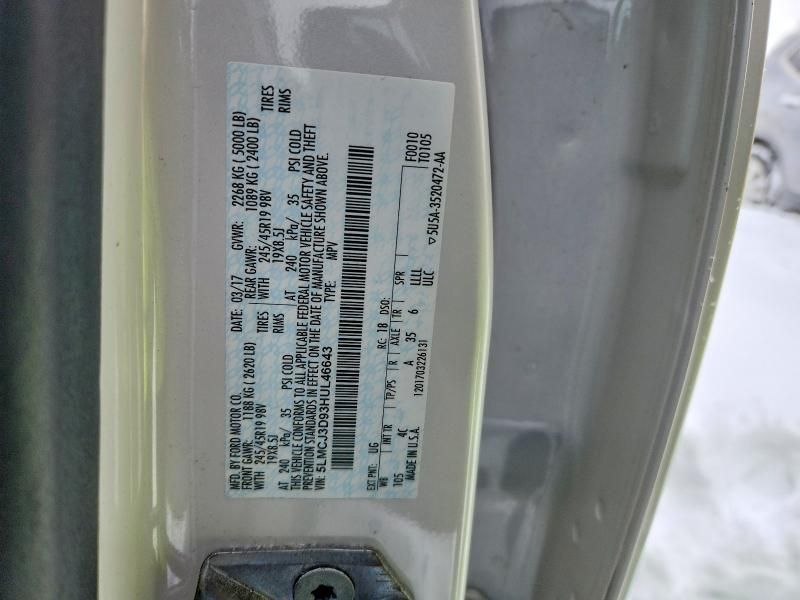 MFD. BY FORD MOTOR CO.
DATE: 03/17 GVWR: 2268 KG ( 5000 LB)
FRONT GAWR: 1188 KG ( 2620 LB) REAR GAWR: 1089 KG ( 2400 LB)
WITH 245/45R19 98V TIRES WITH 245/45R19 98V TIRES
19X8.5J RIMS 19X8.5J RIMS
AT 240 kPa/ 35 PSI COLD AT 240 kPa/ 35 PSI COLD
THIS VEHICLE CONFORMS TO ALL APPLICABLE FEDERAL MOTOR VEHICLE SAFETY AND THEFT
PREVENTION STANDARDS IN EFFECT ON THE DATE OF MANUFACTURE SHOWN ABOVE.
VIN: 5LMCJ3D93HUL46643 TYPE: MPV
EXT PNT: UG RC: 18 DSO: F0010
T0105
WB INT TR TP/PS R AXLE TR SPR
105 4C A 35 6 LLLL
ULC
MADE IN U.S.A. 1201703226131 ▽ 5U5A-3520472-AA